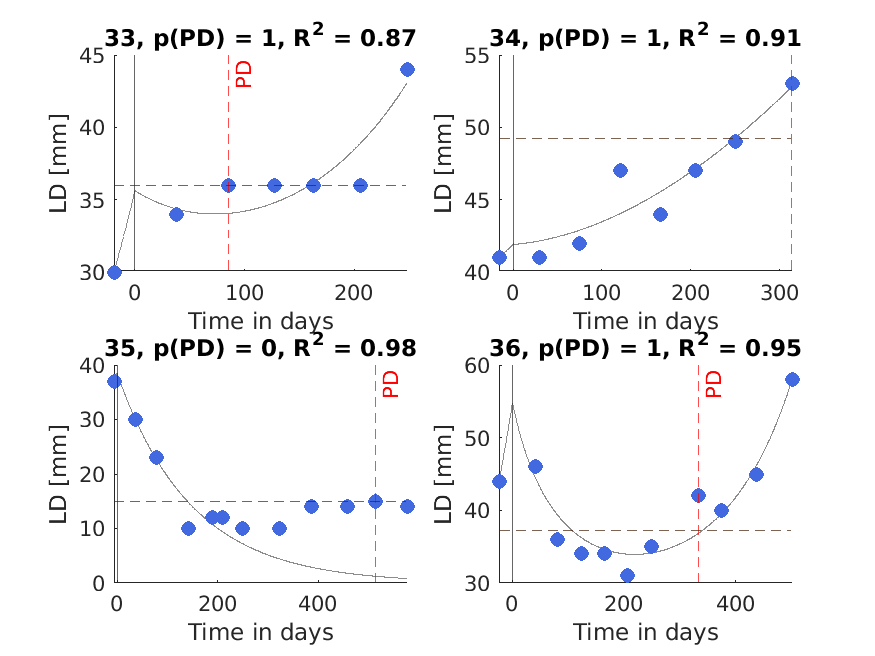 33, p(PD) = 1, R² = 0.87
45
40
35
30
LD [mm]
PD
0
100
200
Time in days
34, p(PD) = 1, R² = 0.91
55
50
45
40
LD [mm]
0
100
200
300
Time in days
35, p(PD) = 0, R² = 0.98
40
30
20
10
0
LD [mm]
PD
0
200
400
Time in days
36, p(PD) = 1, R² = 0.95
60
50
40
30
LD [mm]
PD
0
200
400
Time in days